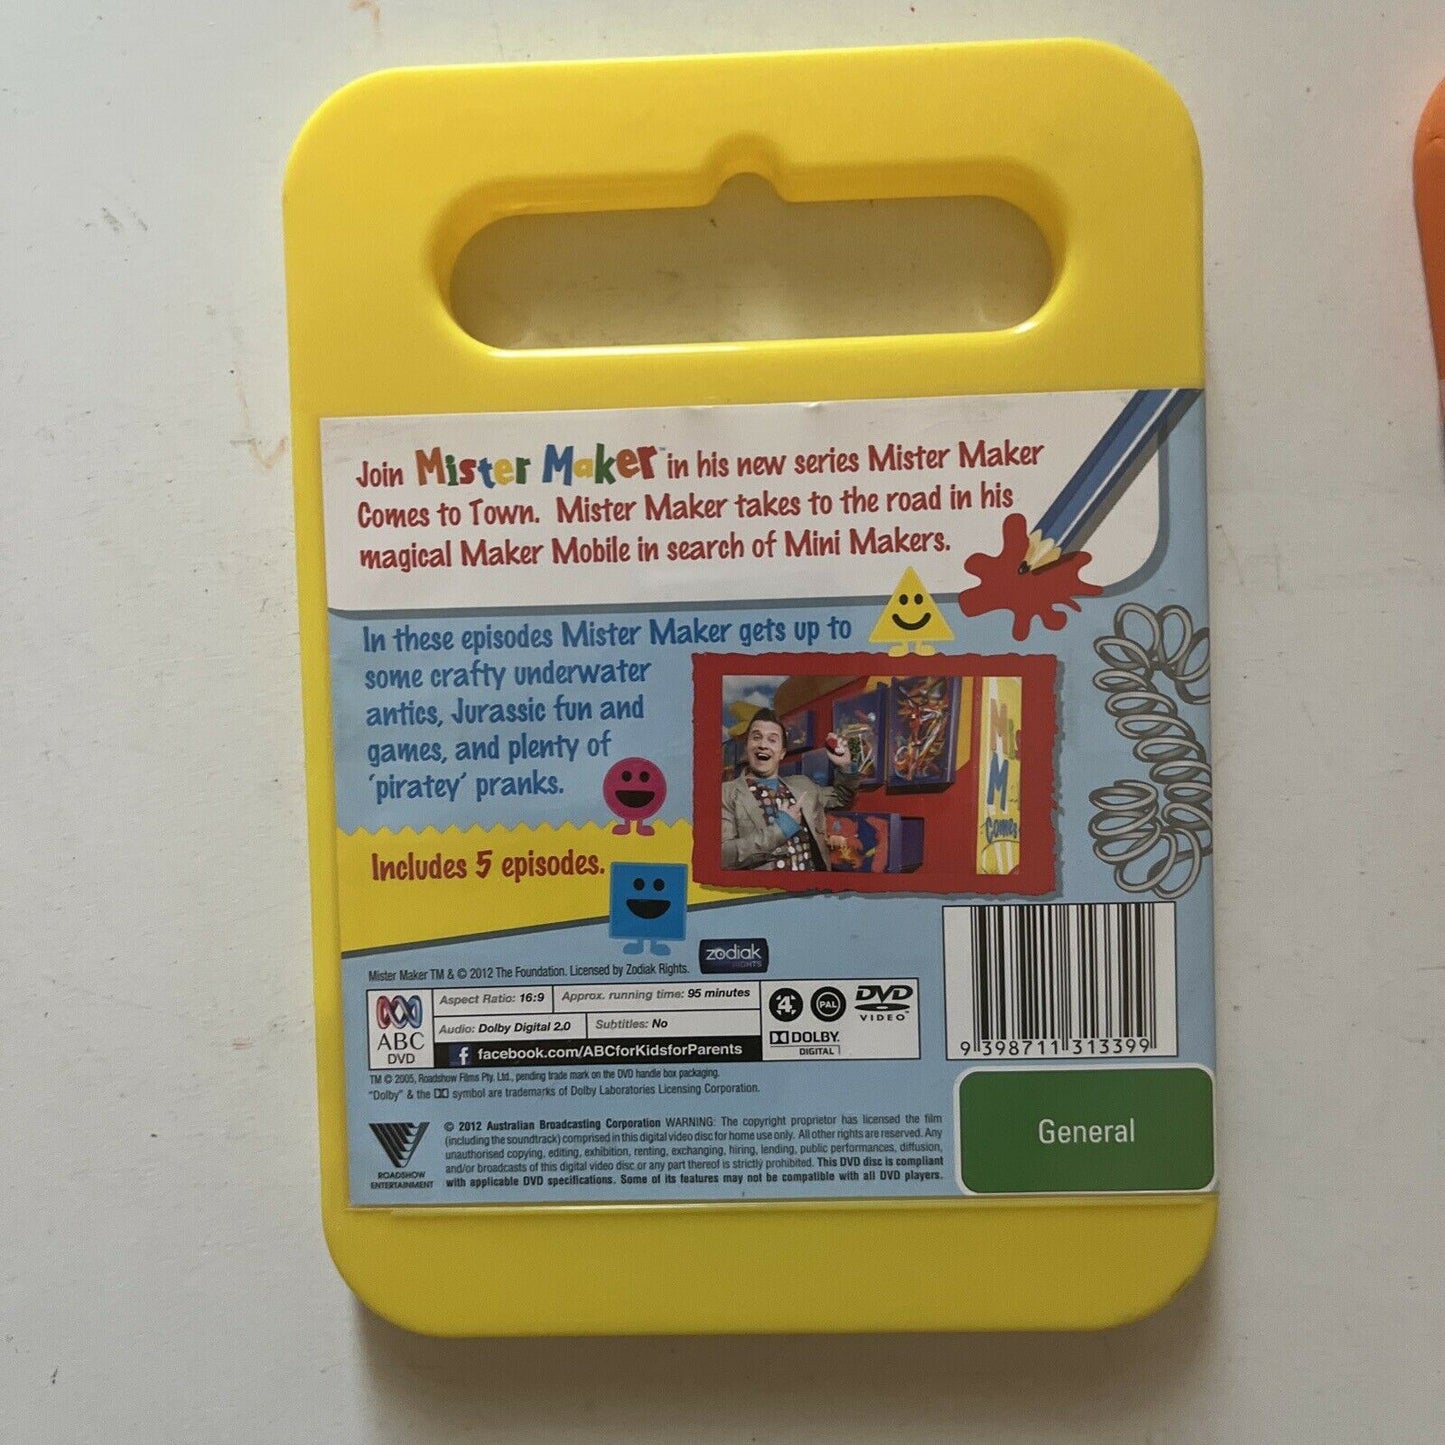 Join Mister Maker™ in his new series Mister Maker
Comes to Town. Mister Maker takes to the road in his
magical Maker Mobile in search of Mini Makers.
In these episodes Mister Maker gets up to
some crafty underwater
antics, Jurassic fun and
games, and plenty of
‘piratey’ pranks.
Mis
M
Comes
Includes 5 episodes.
zodiak
RIGHTS
Mister Maker TM & © 2012 The Foundation. Licensed by Zodiak Rights.
ABC
DVD
Aspect Ratio: 16:9
Approx. running time: 95 minutes
Audio: Dolby Digital 2.0
Subtitles: No
f facebook.com/ABCforKidsforParents
4
PAL
DVD
VIDEO™
DOLBY
DIGITAL
9 398711 313399
TM © 2005, Roadshow Films Pty. Ltd., pending trade mark on the DVD handle box packaging.
"Dolby" & the symbol are trademarks of Dolby Laboratories Licensing Corporation.
ROADSHOW
ENTERTAINMENT
© 2012 Australian Broadcasting Corporation WARNING: The copyright proprietor has licensed the film
(including the soundtrack) comprised in this digital video disc for home use only. All other rights are reserved. Any
unauthorised copying, editing, exhibition, renting, exchanging, hiring, lending, public performances, diffusion,
and/or broadcasts of this digital video disc or any part thereof is strictly prohibited. This DVD disc is compliant
with applicable DVD specifications. Some of its features may not be compatible with all DVD players.
General